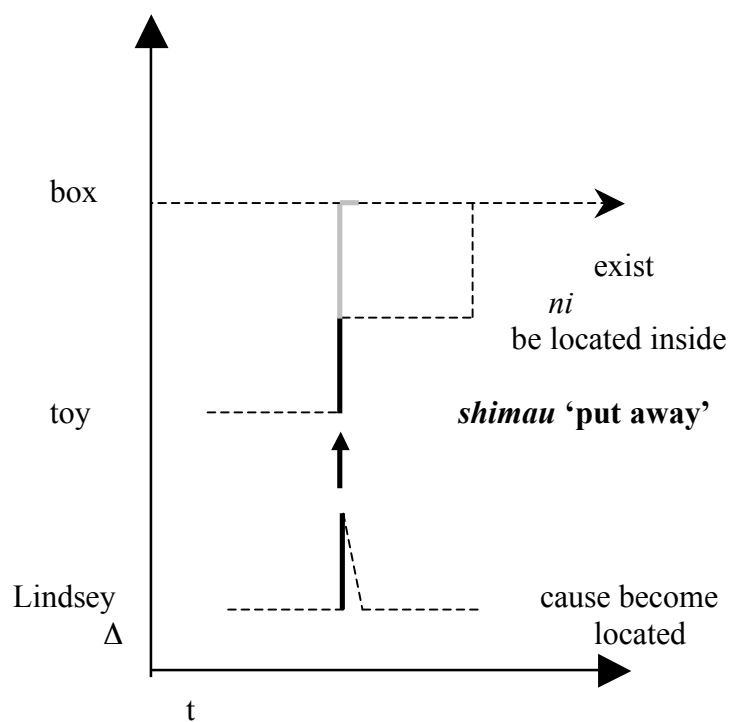 box
exist
ni
be located inside
toy
shimau ‘put away’
Lindsey
cause become
Δ
located
t